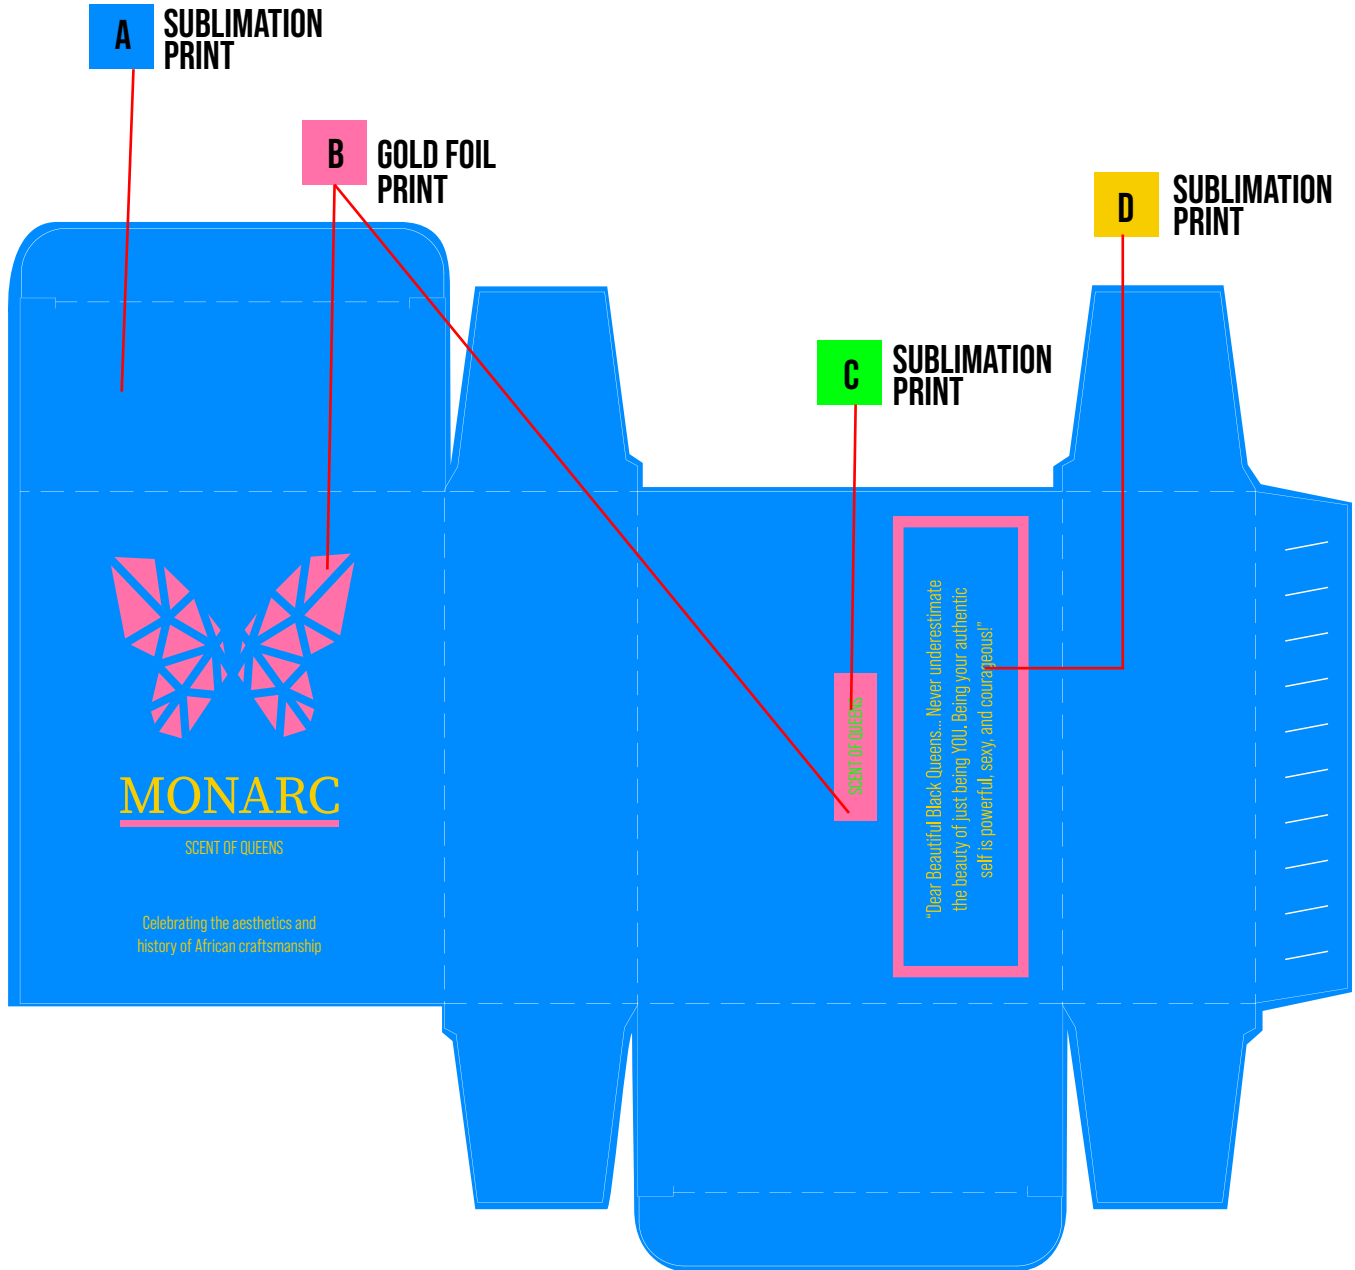 A
SUBLIMATION
PRINT
B
GOLD FOIL
PRINT
D
SUBLIMATION
PRINT
C
SUBLIMATION
PRINT
MONARC
SCENT OF QUEENS
Celebrating the aesthetics and
history of African craftsmanship
SCENT OF QUEENS
"Dear Beautiful Black Queens... Never underestimate
the beauty of just being YOU. Being your authentic
self is powerful, sexy, and courageous!"